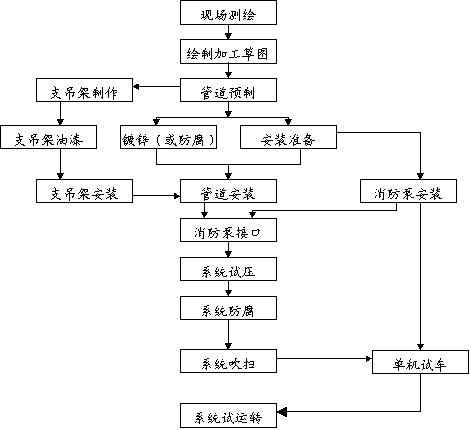 现场测绘
绘制加工草图
支吊架制作
管道预制
支吊架油漆
镀锌（或防腐）
安装准备
支吊架安装
管道安装
消防泵安装
消防泵接口
系统试压
系统防腐
系统吹扫
单机试车
系统试运转